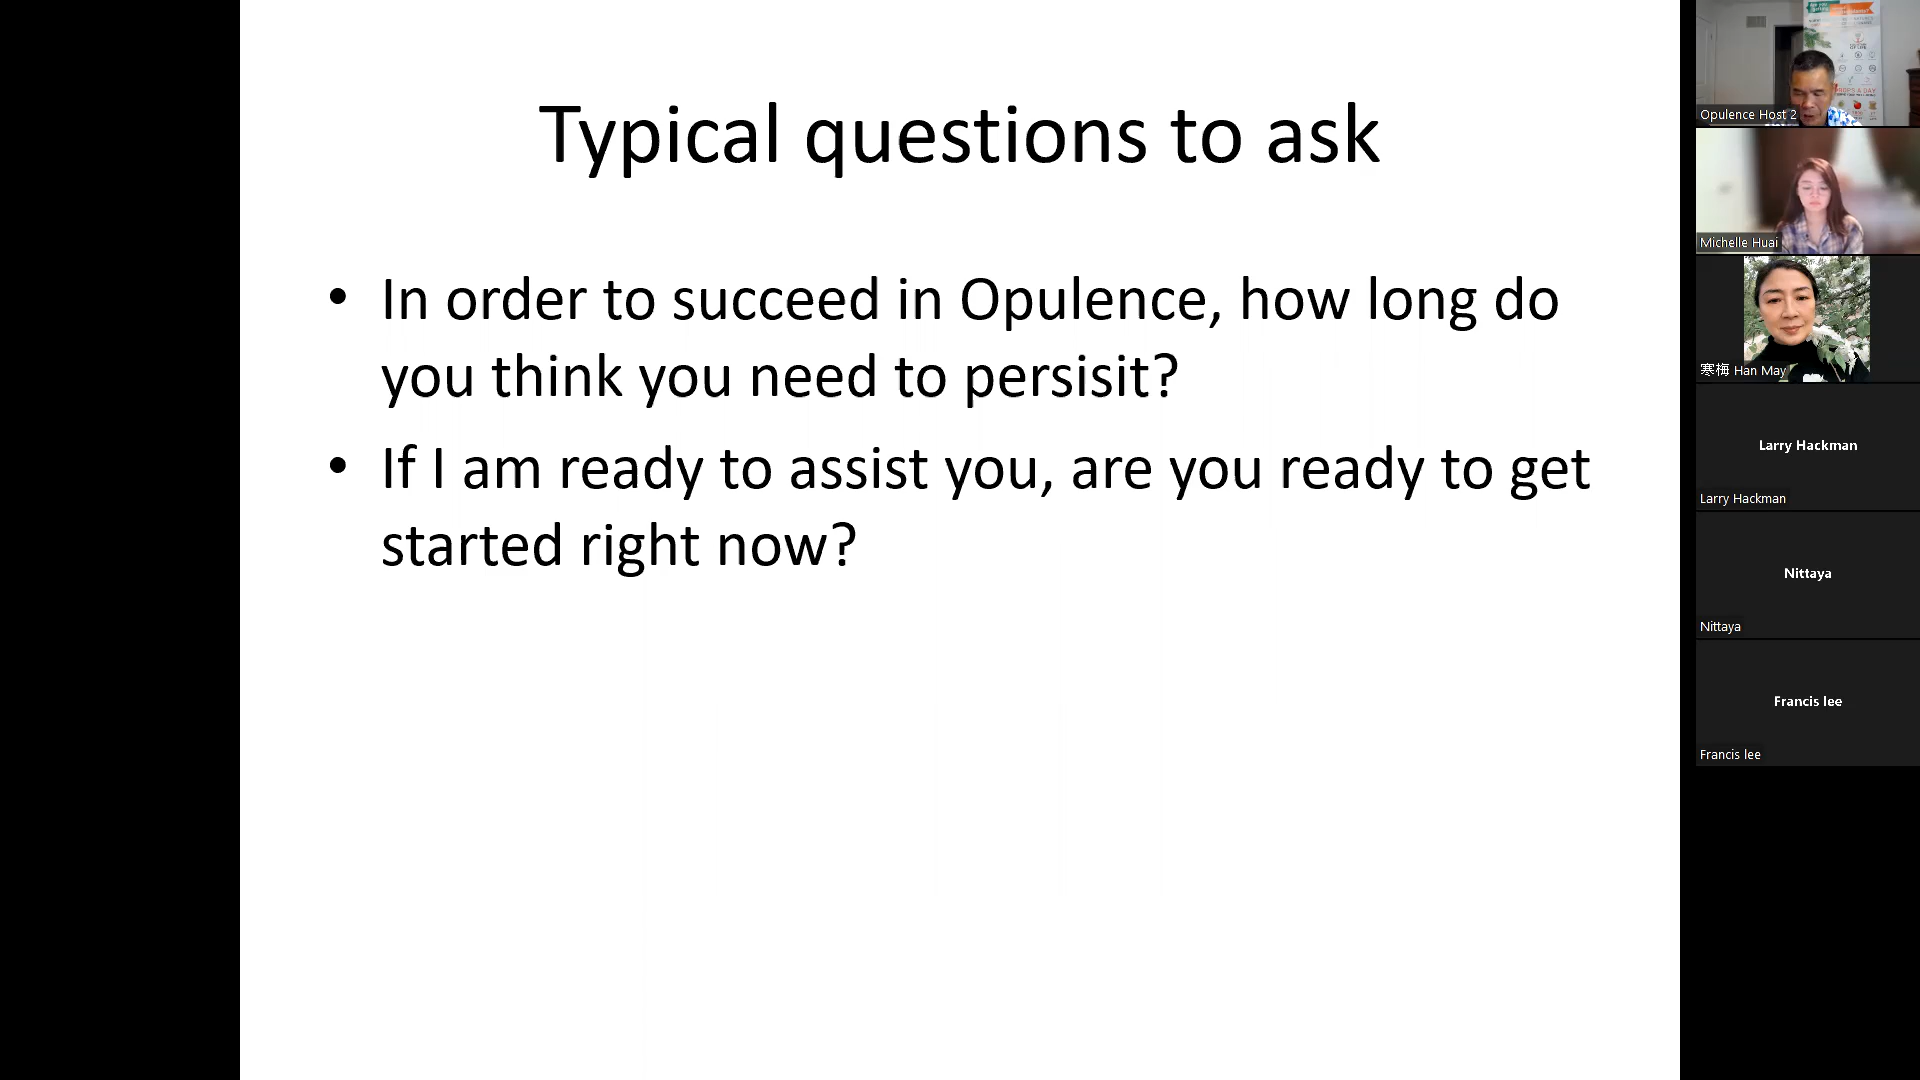 Typical questions to ask
• In order to succeed in Opulence, how long do
you think you need to persisit?
• If I am ready to assist you, are you ready to get
started right now?
Opulence Host 2
Michelle Huai
寒梅 Han May
Larry Hackman
Larry Hackman
Nittaya
Nittaya
Francis lee
Francis lee